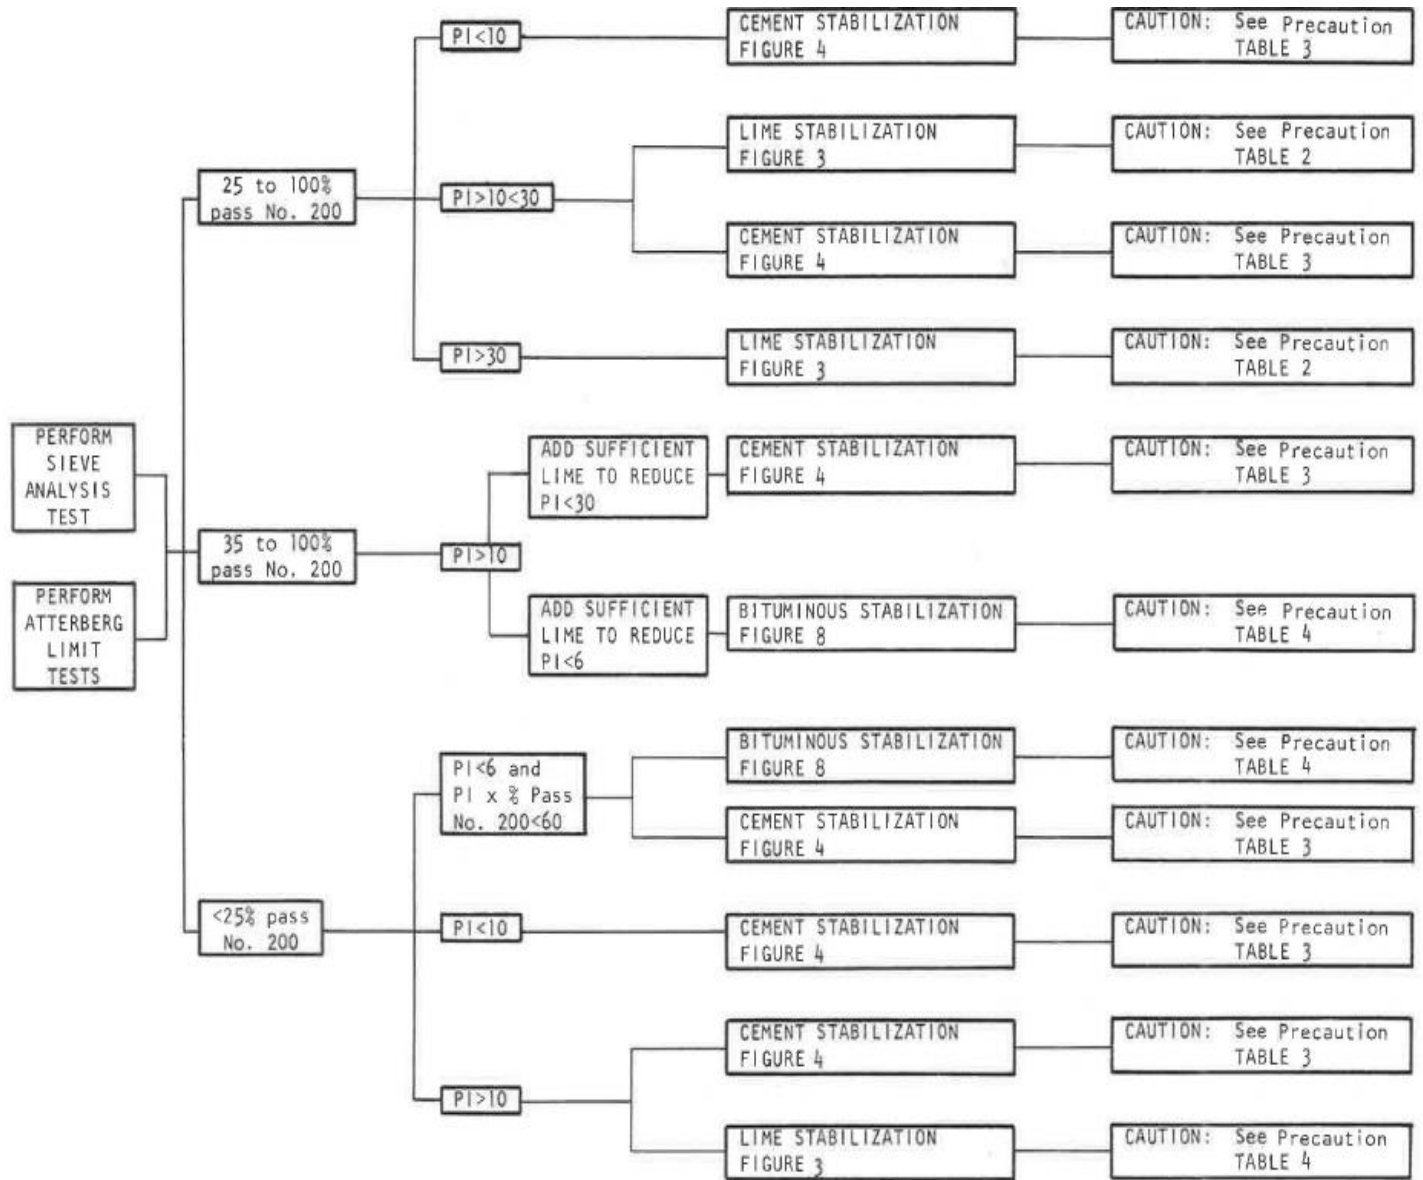 PERFORM
SIEVE
ANALYSIS
TEST
PERFORM
ATTERBERG
LIMIT
TESTS
25 to 100%
pass No. 200
PI<10
CEMENT STABILIZATION
FIGURE 4
CAUTION: See Precaution
TABLE 3
PI>10<30
LIME STABILIZATION
FIGURE 3
CAUTION: See Precaution
TABLE 2
CEMENT STABILIZATION
FIGURE 4
CAUTION: See Precaution
TABLE 3
PI>30
LIME STABILIZATION
FIGURE 3
CAUTION: See Precaution
TABLE 2
35 to 100%
pass No. 200
PI>10
ADD SUFFICIENT
LIME TO REDUCE
PI<30
CEMENT STABILIZATION
FIGURE 4
CAUTION: See Precaution
TABLE 3
ADD SUFFICIENT
LIME TO REDUCE
PI<6
BITUMINOUS STABILIZATION
FIGURE 8
CAUTION: See Precaution
TABLE 4
<25% pass
No. 200
PI<6 and
PI x % Pass
No. 200<60
BITUMINOUS STABILIZATION
FIGURE 8
CAUTION: See Precaution
TABLE 4
CEMENT STABILIZATION
FIGURE 4
CAUTION: See Precaution
TABLE 3
PI<10
CEMENT STABILIZATION
FIGURE 4
CAUTION: See Precaution
TABLE 3
PI>10
CEMENT STABILIZATION
FIGURE 4
CAUTION: See Precaution
TABLE 3
LIME STABILIZATION
FIGURE 3
CAUTION: See Precaution
TABLE 4